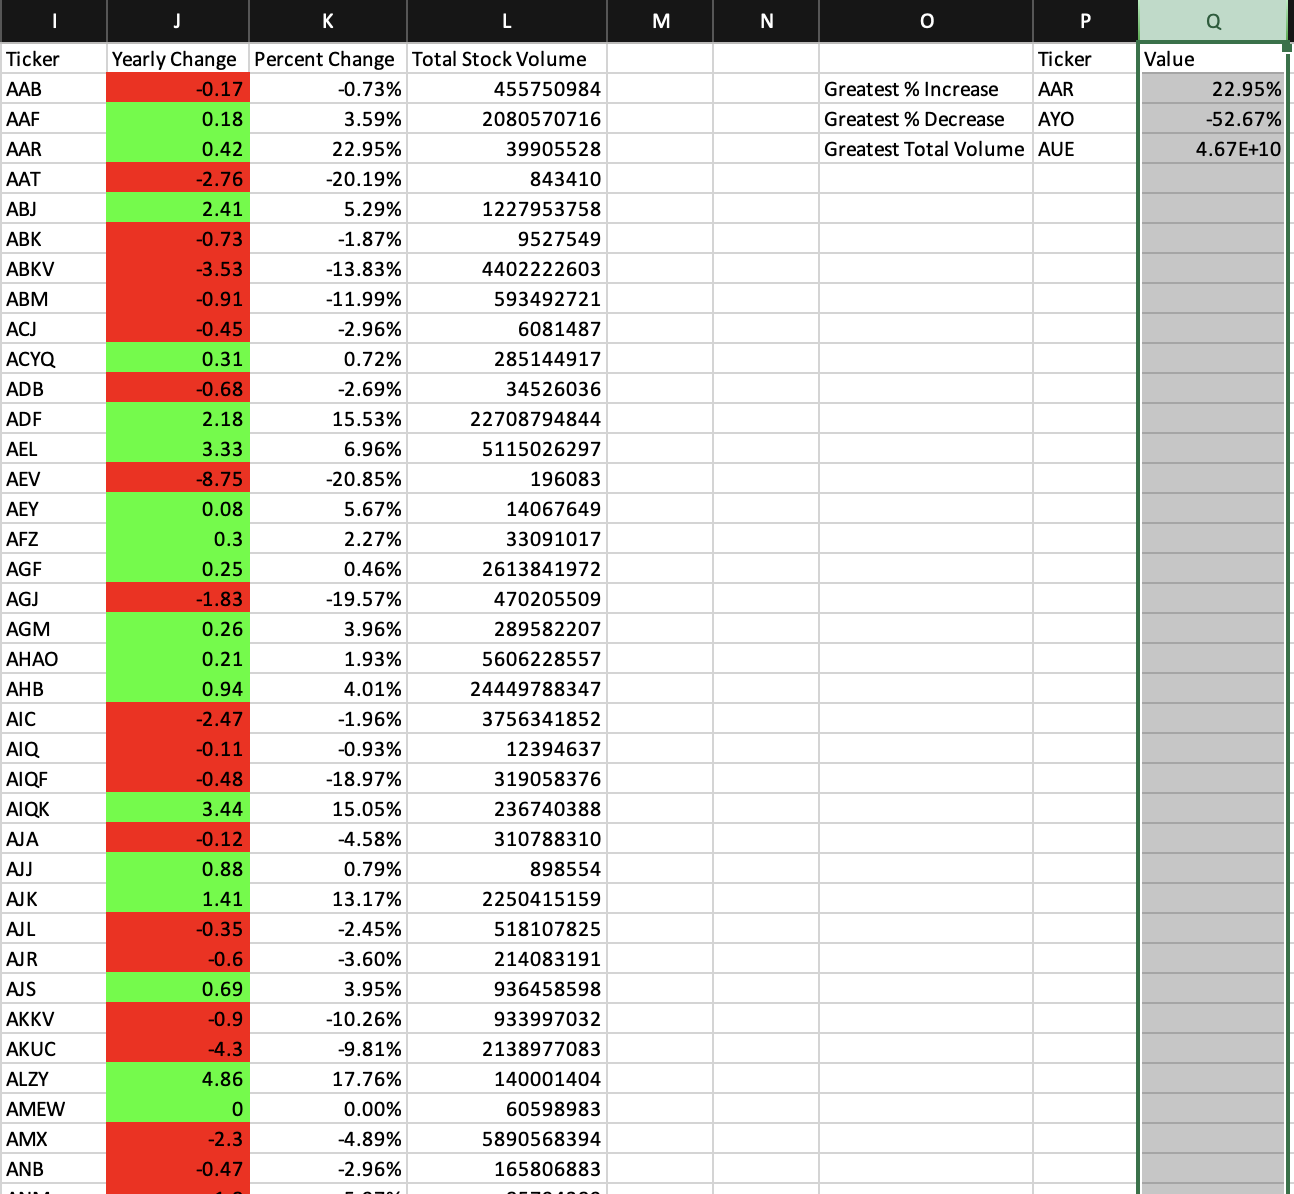 I J K L M N O P Q
Ticker Yearly Change Percent Change Total Stock Volume Ticker Value
AAB -0.17 -0.73% 455750984 Greatest % Increase AAR 22.95%
AAF 0.18 3.59% 2080570716 Greatest % Decrease AYO -52.67%
AAR 0.42 22.95% 39905528 Greatest Total Volume AUE 4.67E+10
AAT -2.76 -20.19% 843410
ABJ 2.41 5.29% 1227953758
ABK -0.73 -1.87% 9527549
ABKV -3.53 -13.83% 4402222603
ABM -0.91 -11.99% 593492721
ACJ -0.45 -2.96% 6081487
ACYQ 0.31 0.72% 285144917
ADB -0.68 -2.69% 34526036
ADF 2.18 15.53% 22708794844
AEL 3.33 6.96% 5115026297
AEV -8.75 -20.85% 196083
AEY 0.08 5.67% 14067649
AFZ 0.3 2.27% 33091017
AGF 0.25 0.46% 2613841972
AGJ -1.83 -19.57% 470205509
AGM 0.26 3.96% 289582207
AHAO 0.21 1.93% 5606228557
AHB 0.94 4.01% 24449788347
AIC -2.47 -1.96% 3756341852
AIQ -0.11 -0.93% 12394637
AIQF -0.48 -18.97% 319058376
AIQK 3.44 15.05% 236740388
AJA -0.12 -4.58% 310788310
AJJ 0.88 0.79% 898554
AJK 1.41 13.17% 2250415159
AJL -0.35 -2.45% 518107825
AJR -0.6 -3.60% 214083191
AJS 0.69 3.95% 936458598
AKKV -0.9 -10.26% 933997032
AKUC -4.3 -9.81% 2138977083
ALZY 4.86 17.76% 140001404
AMEW 0 0.00% 60598983
AMX -2.3 -4.89% 5890568394
ANB -0.47 -2.96% 165806883